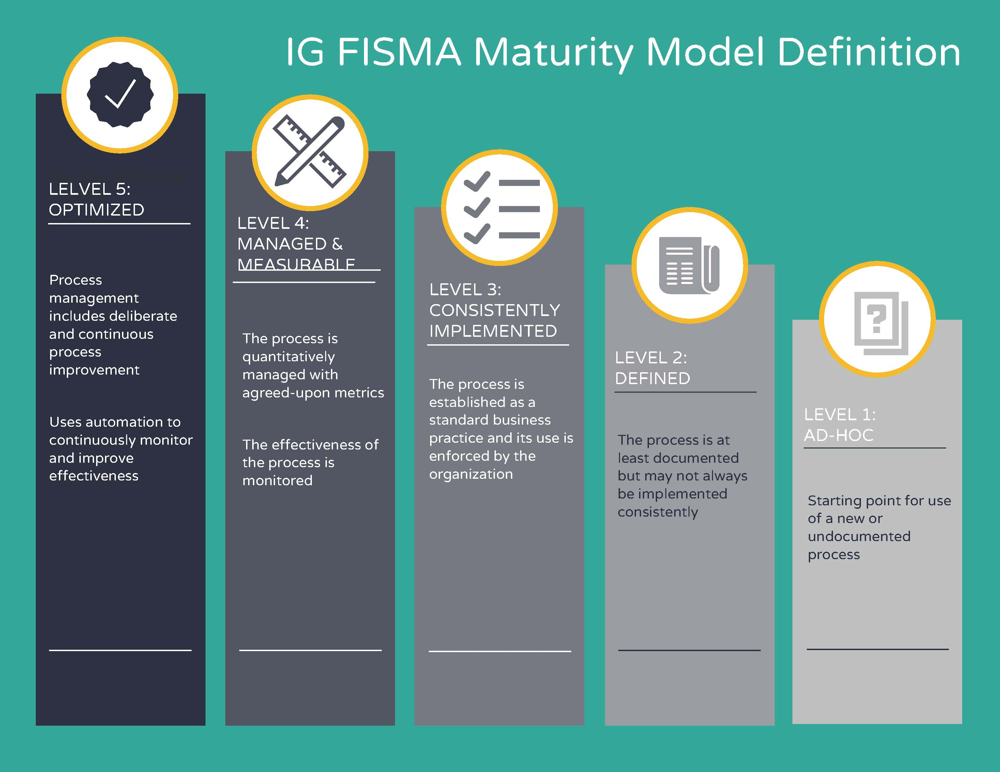 IG FISMA Maturity Model Definition
LELVEL 5:
OPTIMIZED
Process
management
includes deliberate
and continuous
process
improvement
Uses automation to
continuously monitor
and improve
effectiveness
LEVEL 4:
MANAGED &
MEASURABLE
The process is
quantitatively
managed with
agreed-upon metrics
The effectiveness of
the process is
monitored
LEVEL 3:
CONSISTENTLY
IMPLEMENTED
The process is
established as a
standard business
practice and its use is
enforced by the
organization
LEVEL 2:
DEFINED
The process is at
least documented
but may not always
be implemented
consistently
LEVEL 1:
AD-HOC
?
Starting point for use
of a new or
undocumented
process